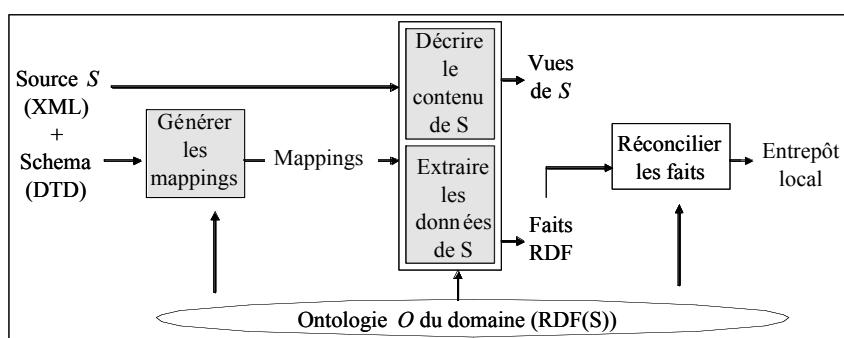 Source S
(XML)
+
Schema
(DTD)
Générer
les
mappings
Mappings
Décrire
le
contenu
de S
Extraire
les
données
de S
Vues
de S
Faits
RDF
Réconcilier
les faits
Entrepôt
local
Ontologie O du domaine (RDF(S))